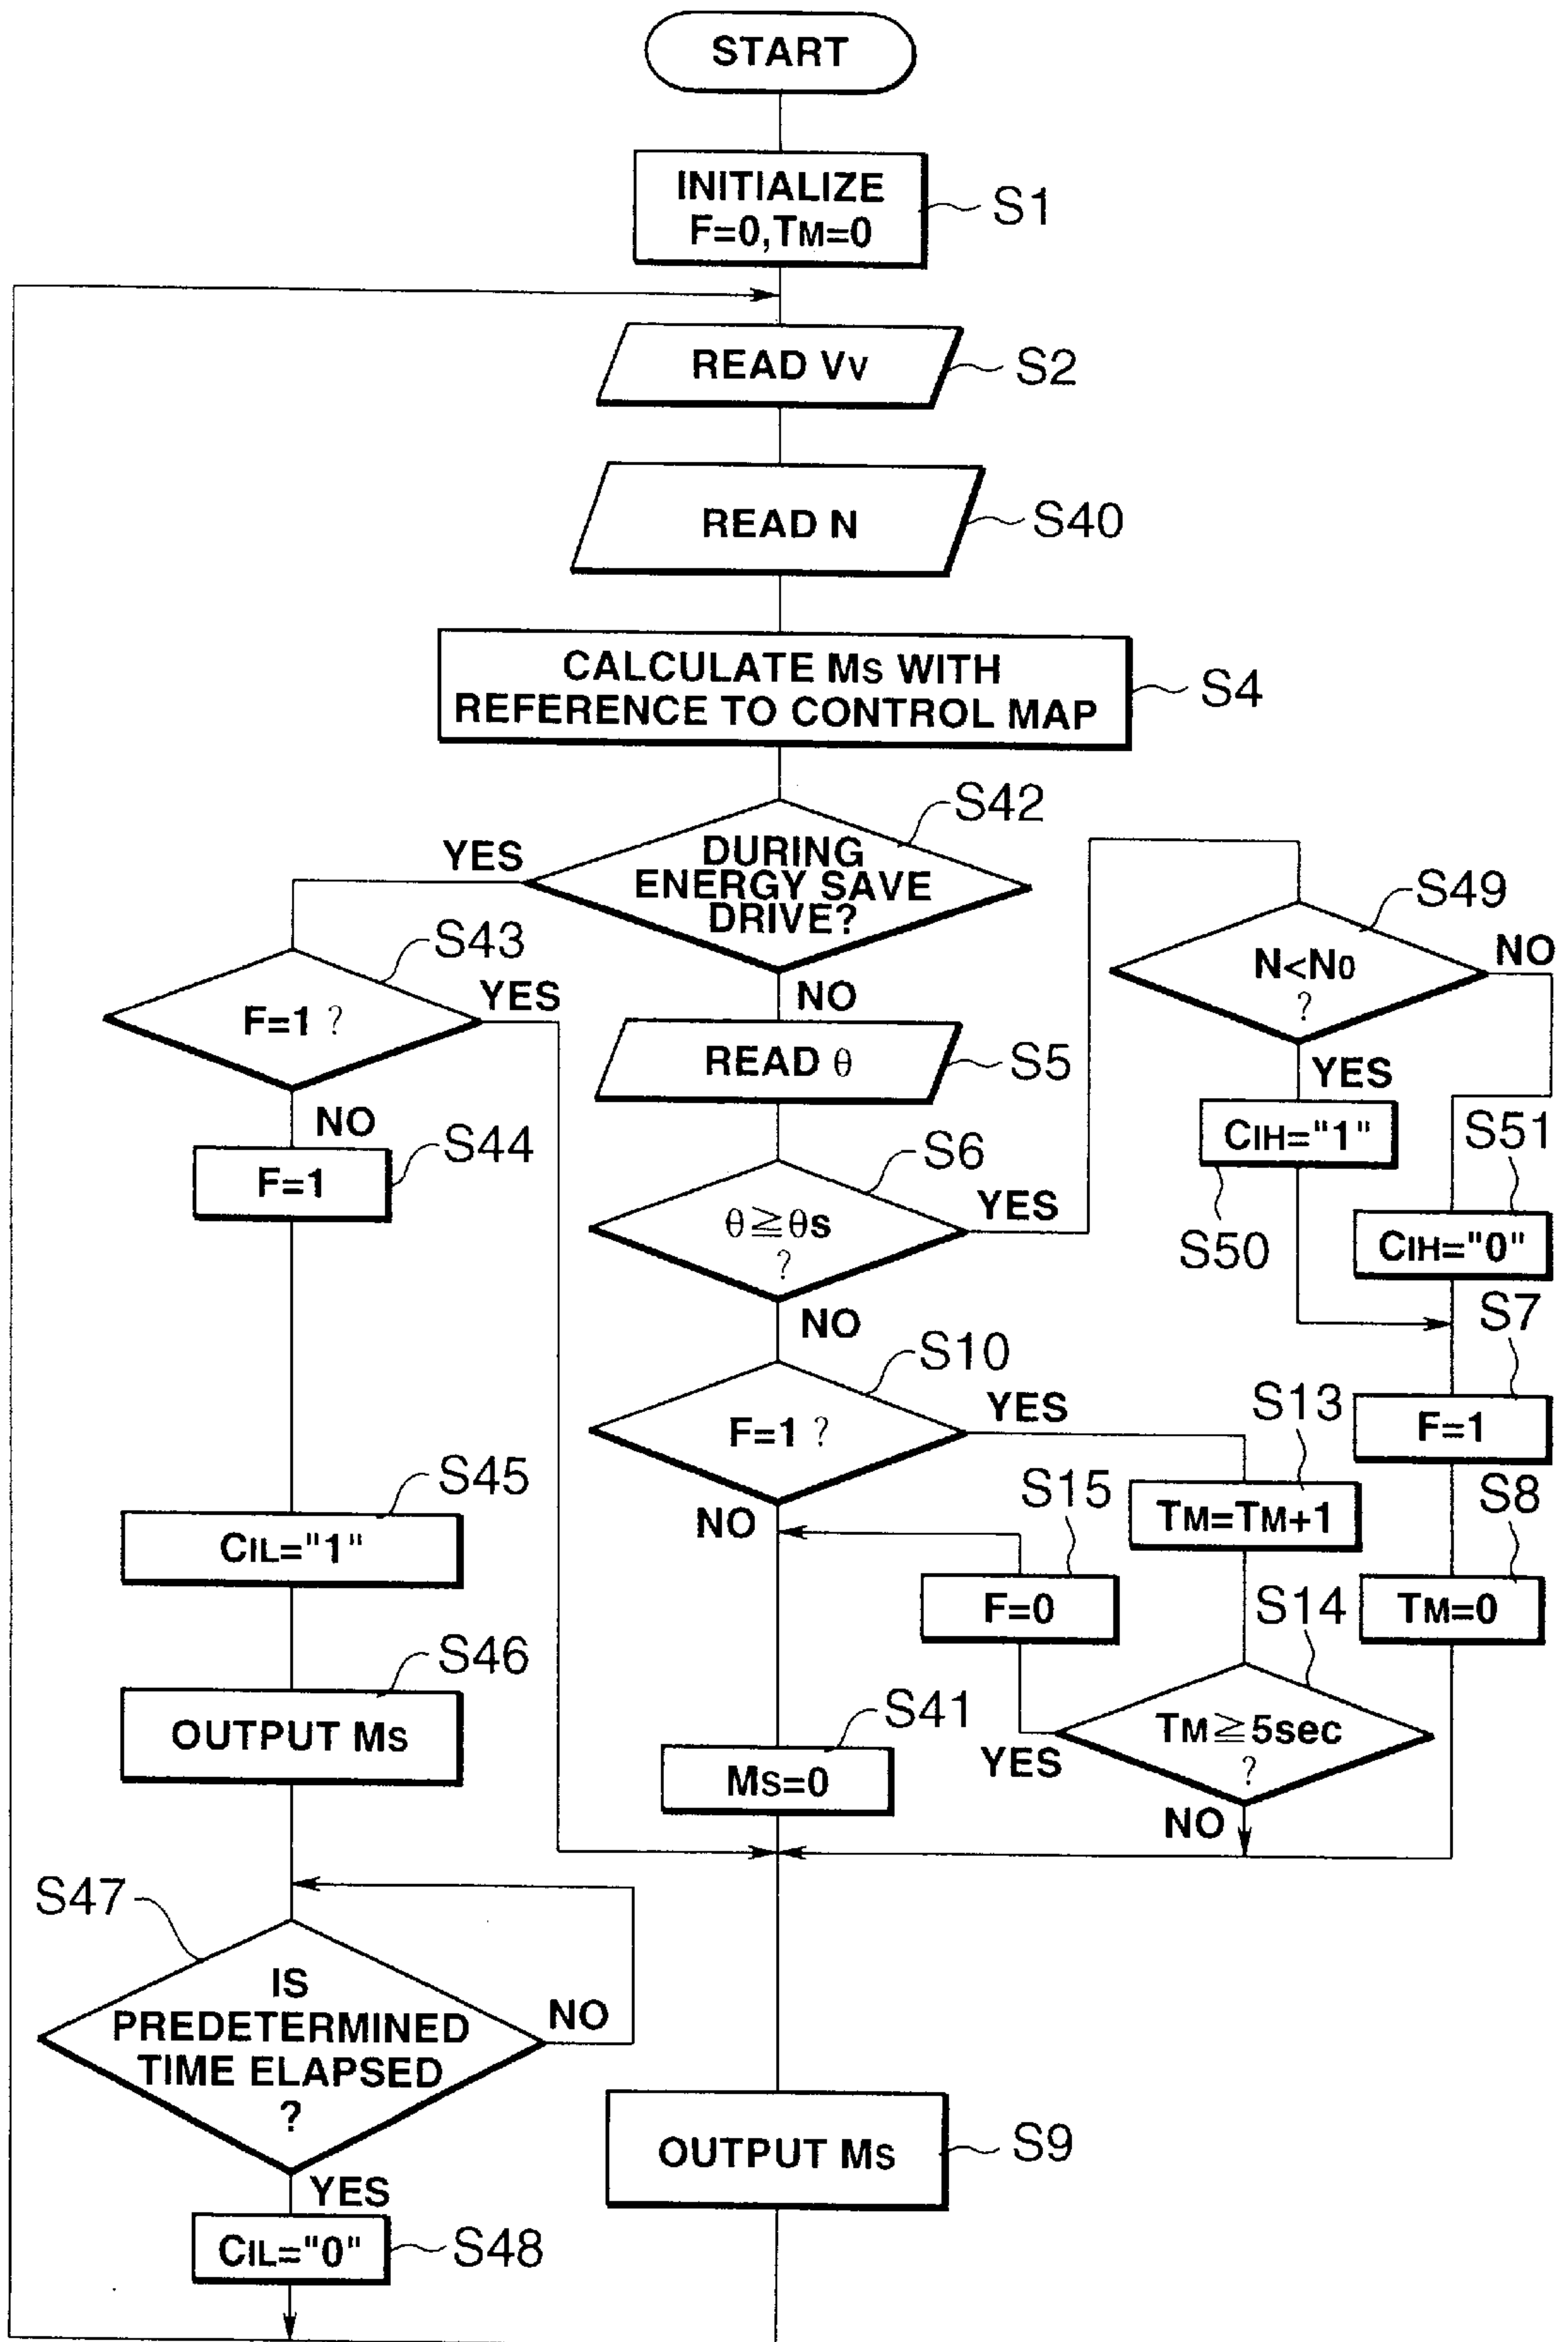 START
INITIALIZE
F=0,TM=0
S1
READ VV
S2
READ N
S40
CALCULATE MS WITH
REFERENCE TO CONTROL MAP
S4
S42
DURING
ENERGY SAVE
DRIVE?
YES
NO
S43
F=1 ?
YES
NO
S44
F=1
S45
CIL="1"
S46
OUTPUT MS
S47
IS
PREDETERMINED
TIME ELAPSED
?
NO
YES
CIL="0"
S48
READ θ
S5
S6
θ≧θs
?
YES
NO
S49
N<N0
?
NO
YES
CIH="1"
S50
S51
CIH="0"
S7
F=1
S8
TM=0
S10
F=1 ?
YES
NO
S13
TM=TM+1
S14
TM≧5sec
?
YES
NO
S15
F=0
S41
MS=0
OUTPUT MS
S9